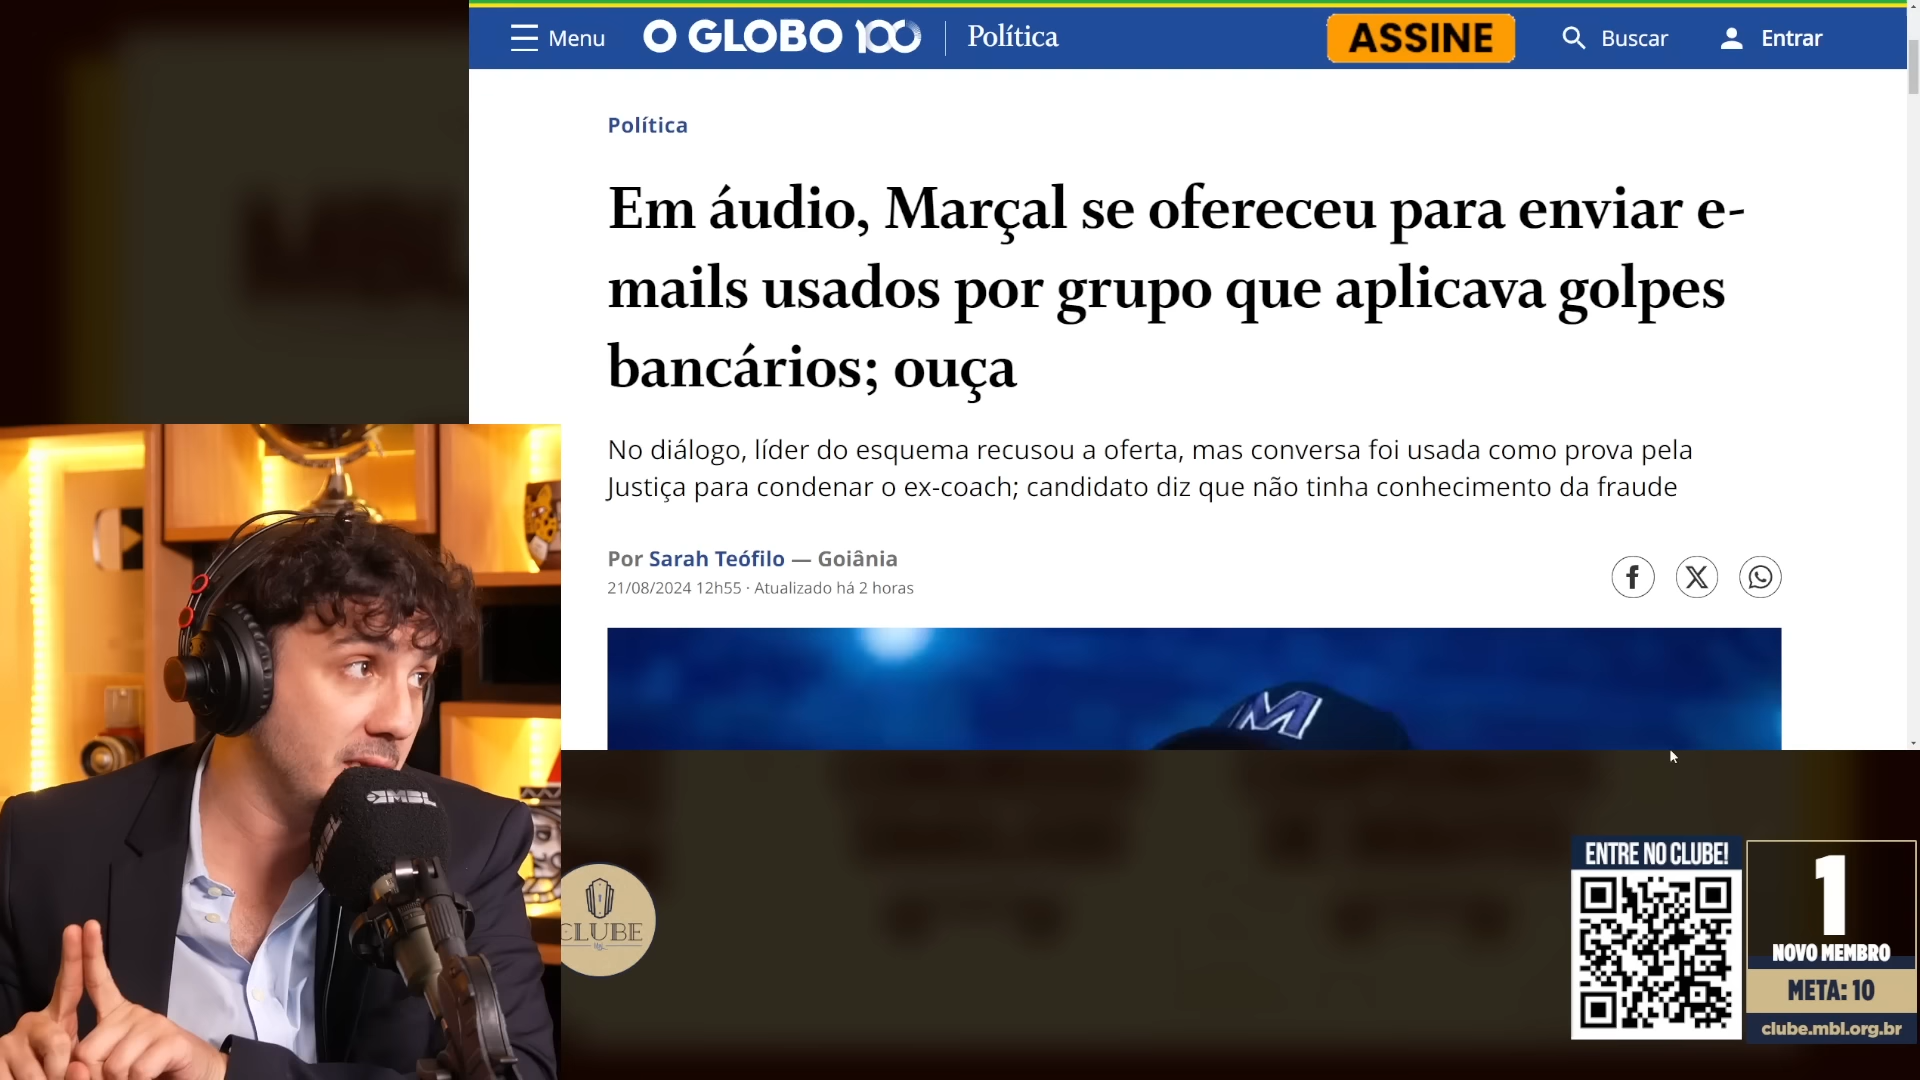 Menu
O GLOBO 100
Política
ASSINE
Buscar
Entrar
Política
Em áudio, Marçal se ofereceu para enviar e-
mails usados por grupo que aplicava golpes
bancários; ouça
No diálogo, líder do esquema recusou a oferta, mas conversa foi usada como prova pela
Justiça para condenar o ex-coach; candidato diz que não tinha conhecimento da fraude
Por Sarah Teófilo — Goiânia
21/08/2024 12h55 · Atualizado há 2 horas
M
MBL
CLUBE
ENTRE NO CLUBE!
1
NOVO MEMBRO
META: 10
clube.mbl.org.br